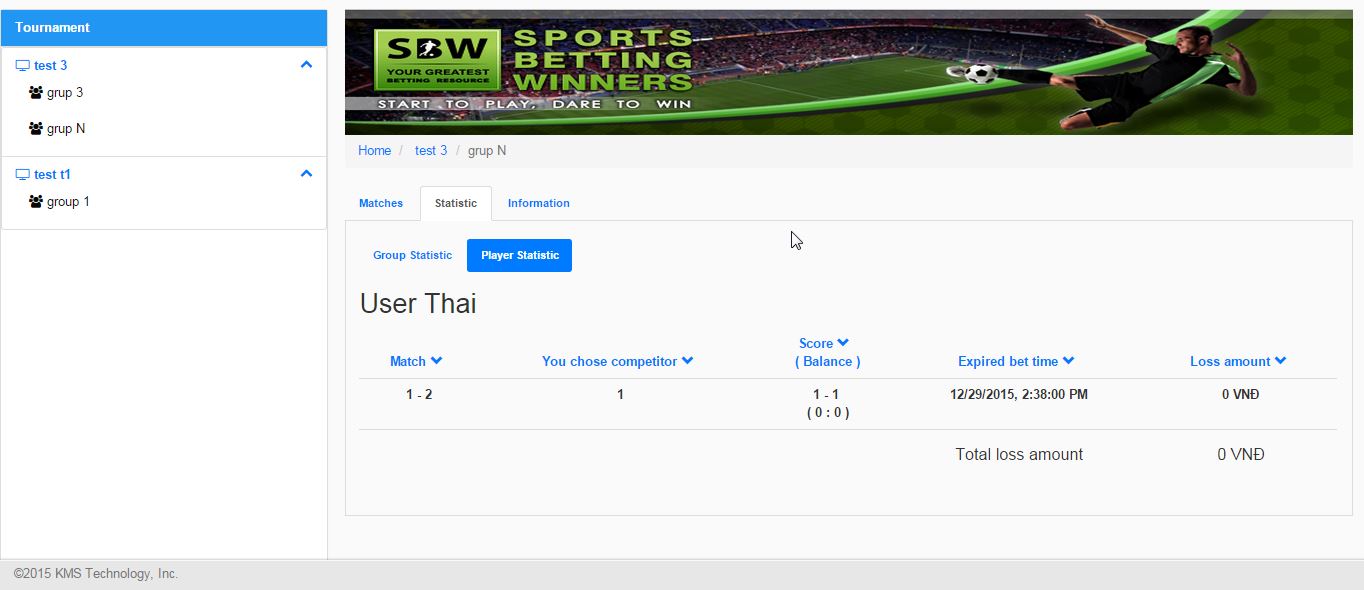 Tournament
test 3
grup 3
grup N
test t1
group 1
SBW
YOUR GREATEST
BETTING RESOURCE
SPORTS
BETTING
WINNERS
START TO PLAY, DARE TO WIN
Home / test 3 / grup N
Matches Statistic Information
Group Statistic Player Statistic
User Thai
Match You chose competitor Score ( Balance ) Expired bet time Loss amount
1 - 2 1 1 - 1 12/29/2015, 2:38:00 PM 0 VNĐ
( 0 : 0 )
Total loss amount 0 VNĐ
©2015 KMS Technology, Inc.